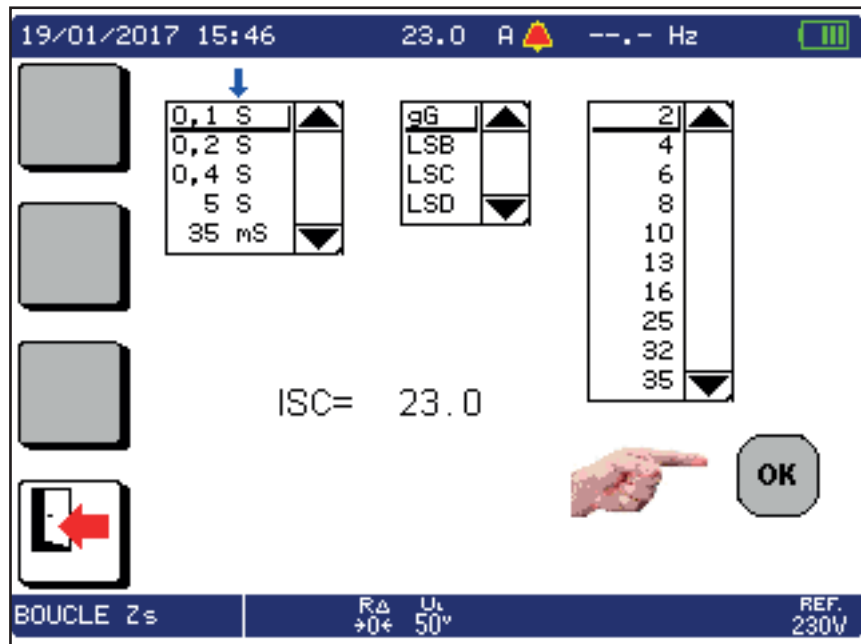 19/01/2017 15:46 23.0 A --.- Hz
0,1 S
0,2 S
0,4 S
5 S
35 mS
gG
LSB
LSC
LSD
2
4
6
8
10
13
16
25
32
35
ISC= 23.0
OK
BOUCLE Zs
RΔ
→0←
UL
50V
REF.
230V